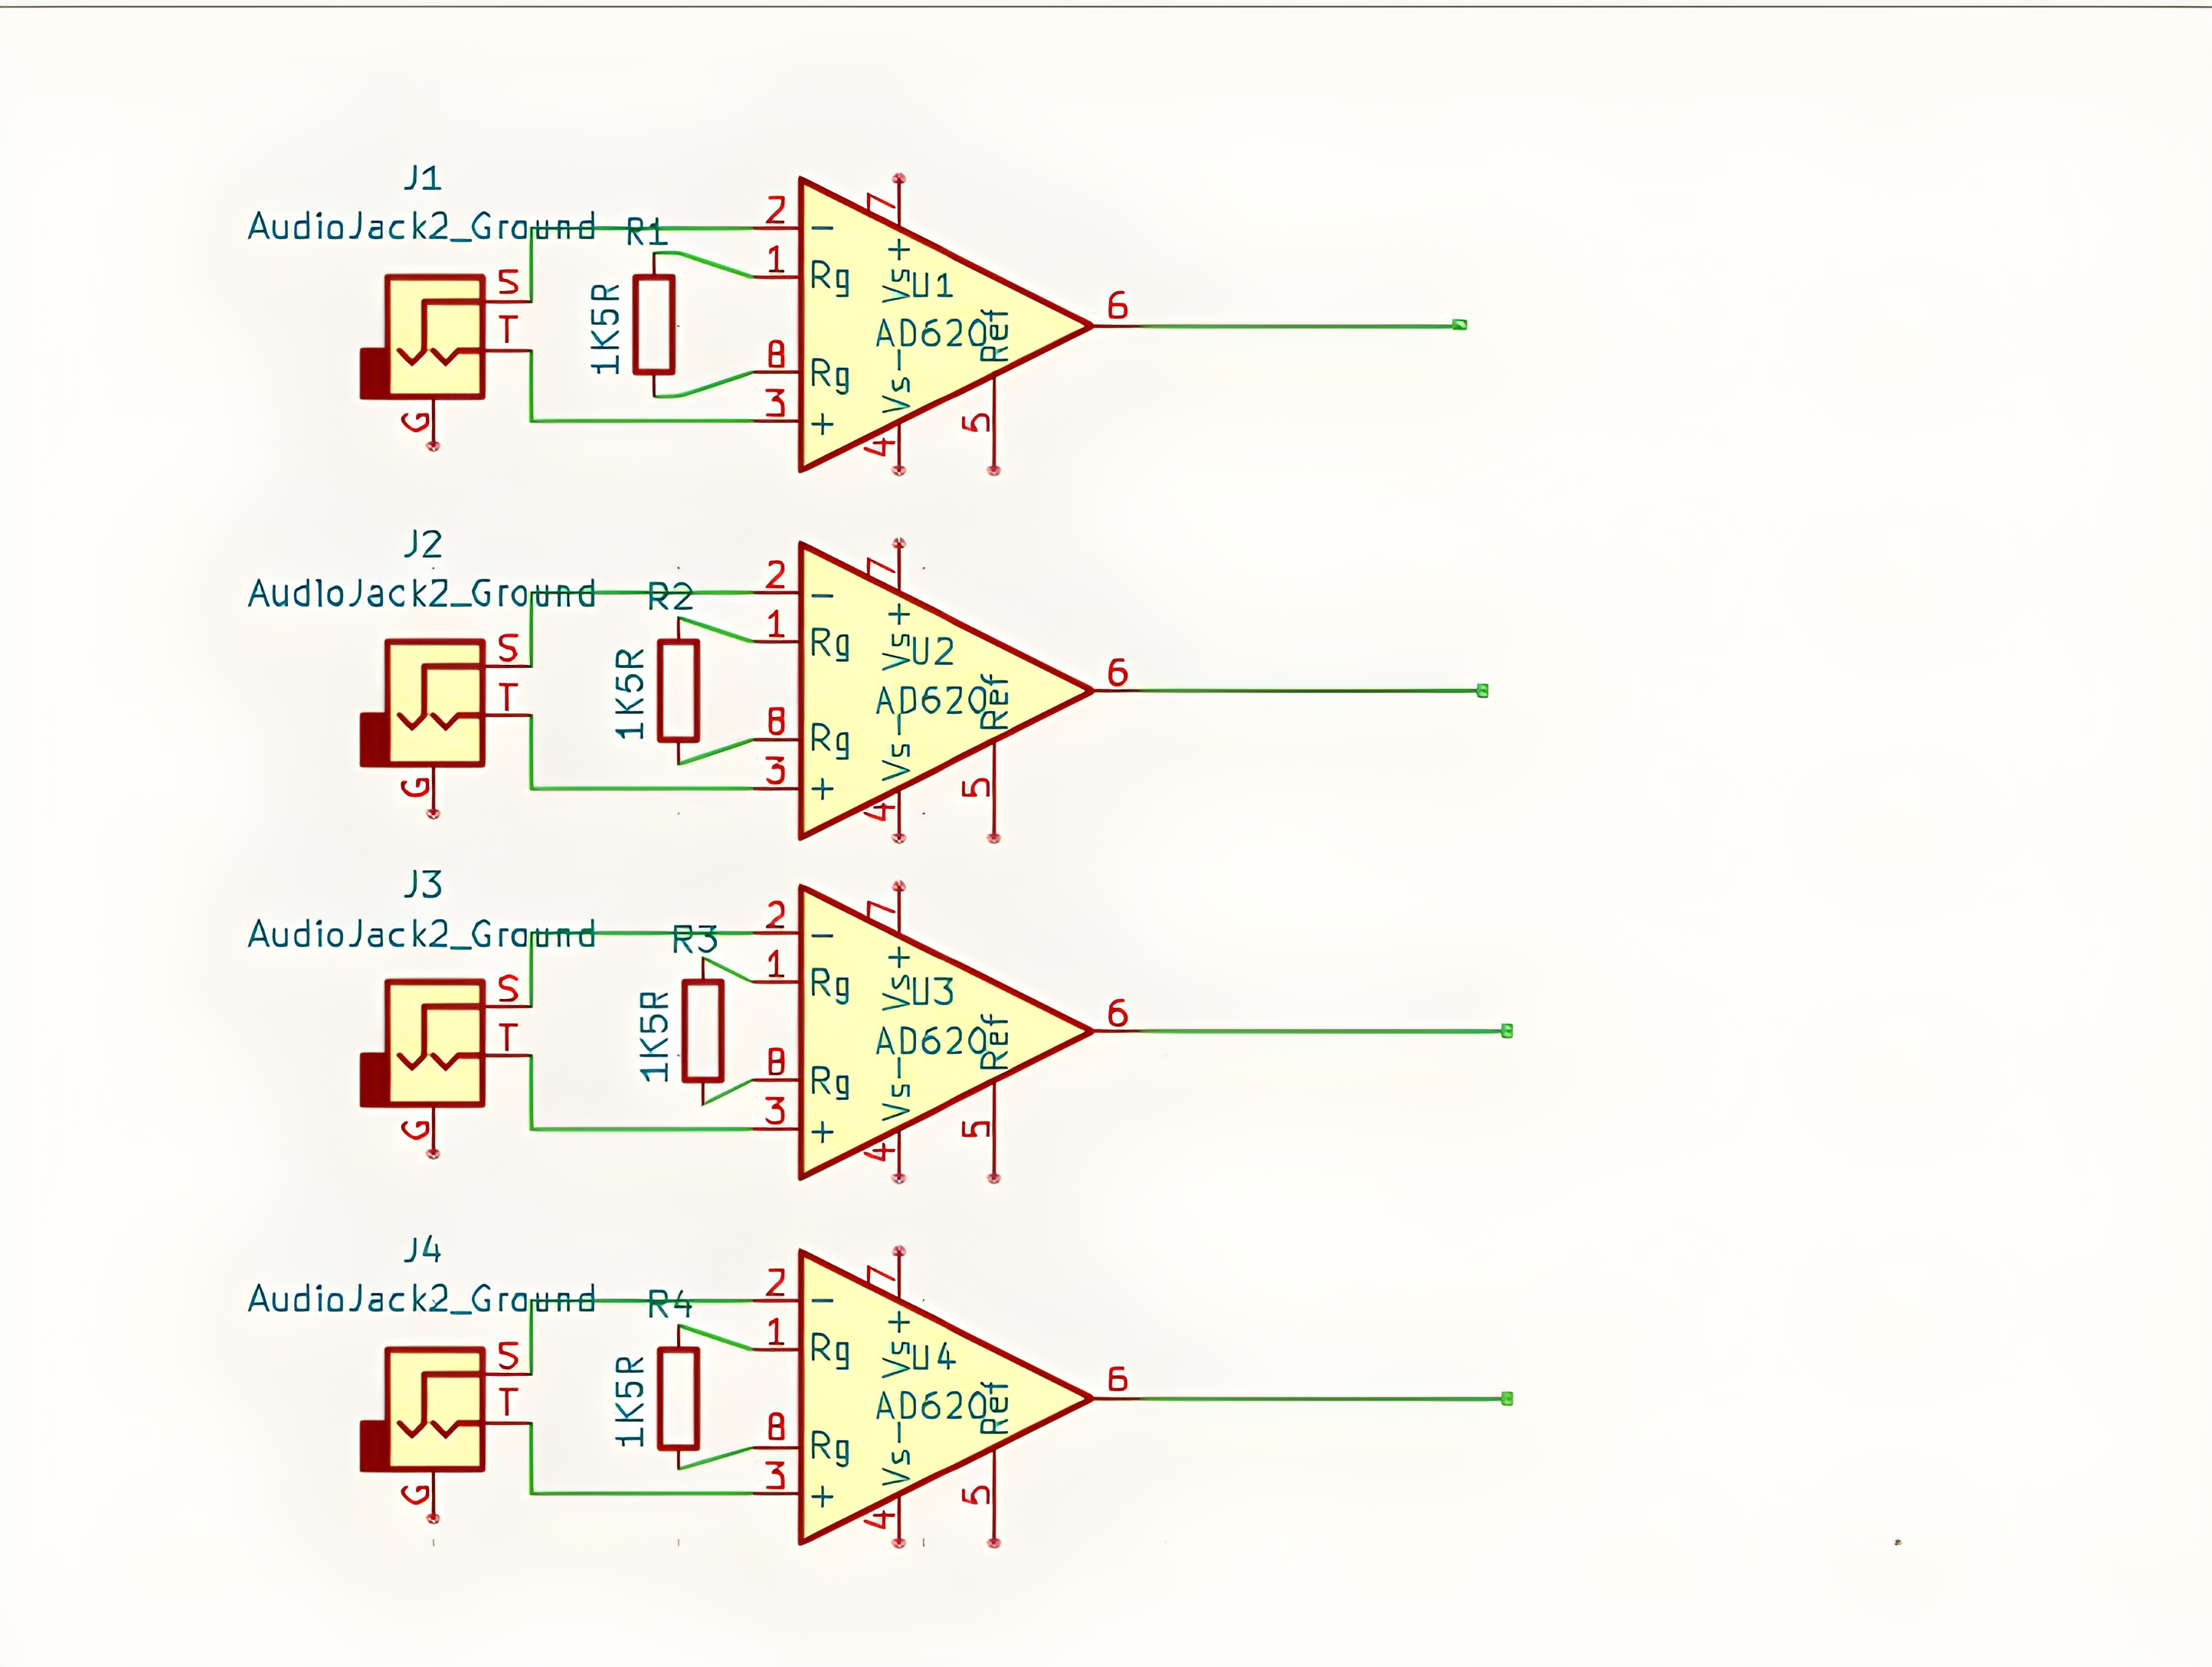 J1
AudioJack2_Ground
S
T
G
R1
1K5R
2
1
8
3
-
Rg
Rg
+
7
Vs+
U1
AD620
Vs-
Ref
4
5
6
J2
AudloJack2_Ground
S
T
G
R2
1K5R
2
1
8
3
-
Rg
Rg
+
7
Vs+
U2
AD620
Vs-
Ref
4
5
6
J3
AudioJack2_Ground
S
T
G
R3
1K5R
2
1
8
3
-
Rg
Rg
+
7
Vs+
U3
AD620
Vs-
Ref
4
5
6
J4
AudioJack2_Ground
S
T
G
R4
1K5R
2
1
8
3
-
Rg
Rg
+
7
Vs+
U4
AD620
Vs-
Ref
4
5
6